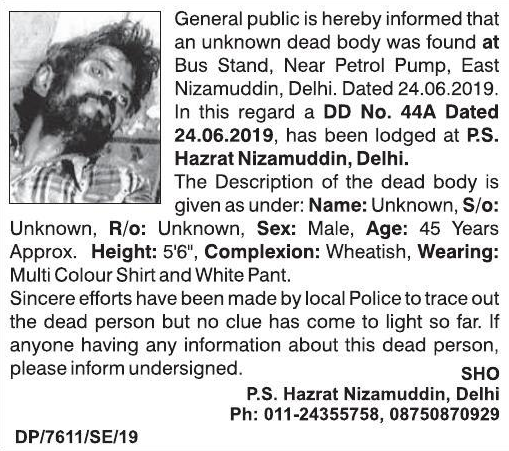 General public is hereby informed that
an unknown dead body was found at
Bus Stand, Near Petrol Pump, East
Nizamuddin, Delhi. Dated 24.06.2019.
In this regard a DD No. 44A Dated
24.06.2019, has been lodged at P.S.
Hazrat Nizamuddin, Delhi.
The Description of the dead body is
given as under: Name: Unknown, S/o:
Unknown, R/o: Unknown, Sex: Male, Age: 45 Years
Approx. Height: 5'6", Complexion: Wheatish, Wearing:
Multi Colour Shirt and White Pant.
Sincere efforts have been made by local Police to trace out
the dead person but no clue has come to light so far. If
anyone having any information about this dead person,
please inform undersigned.
SHO
P.S. Hazrat Nizamuddin, Delhi
Ph: 011-24355758, 08750870929
DP/7611/SE/19